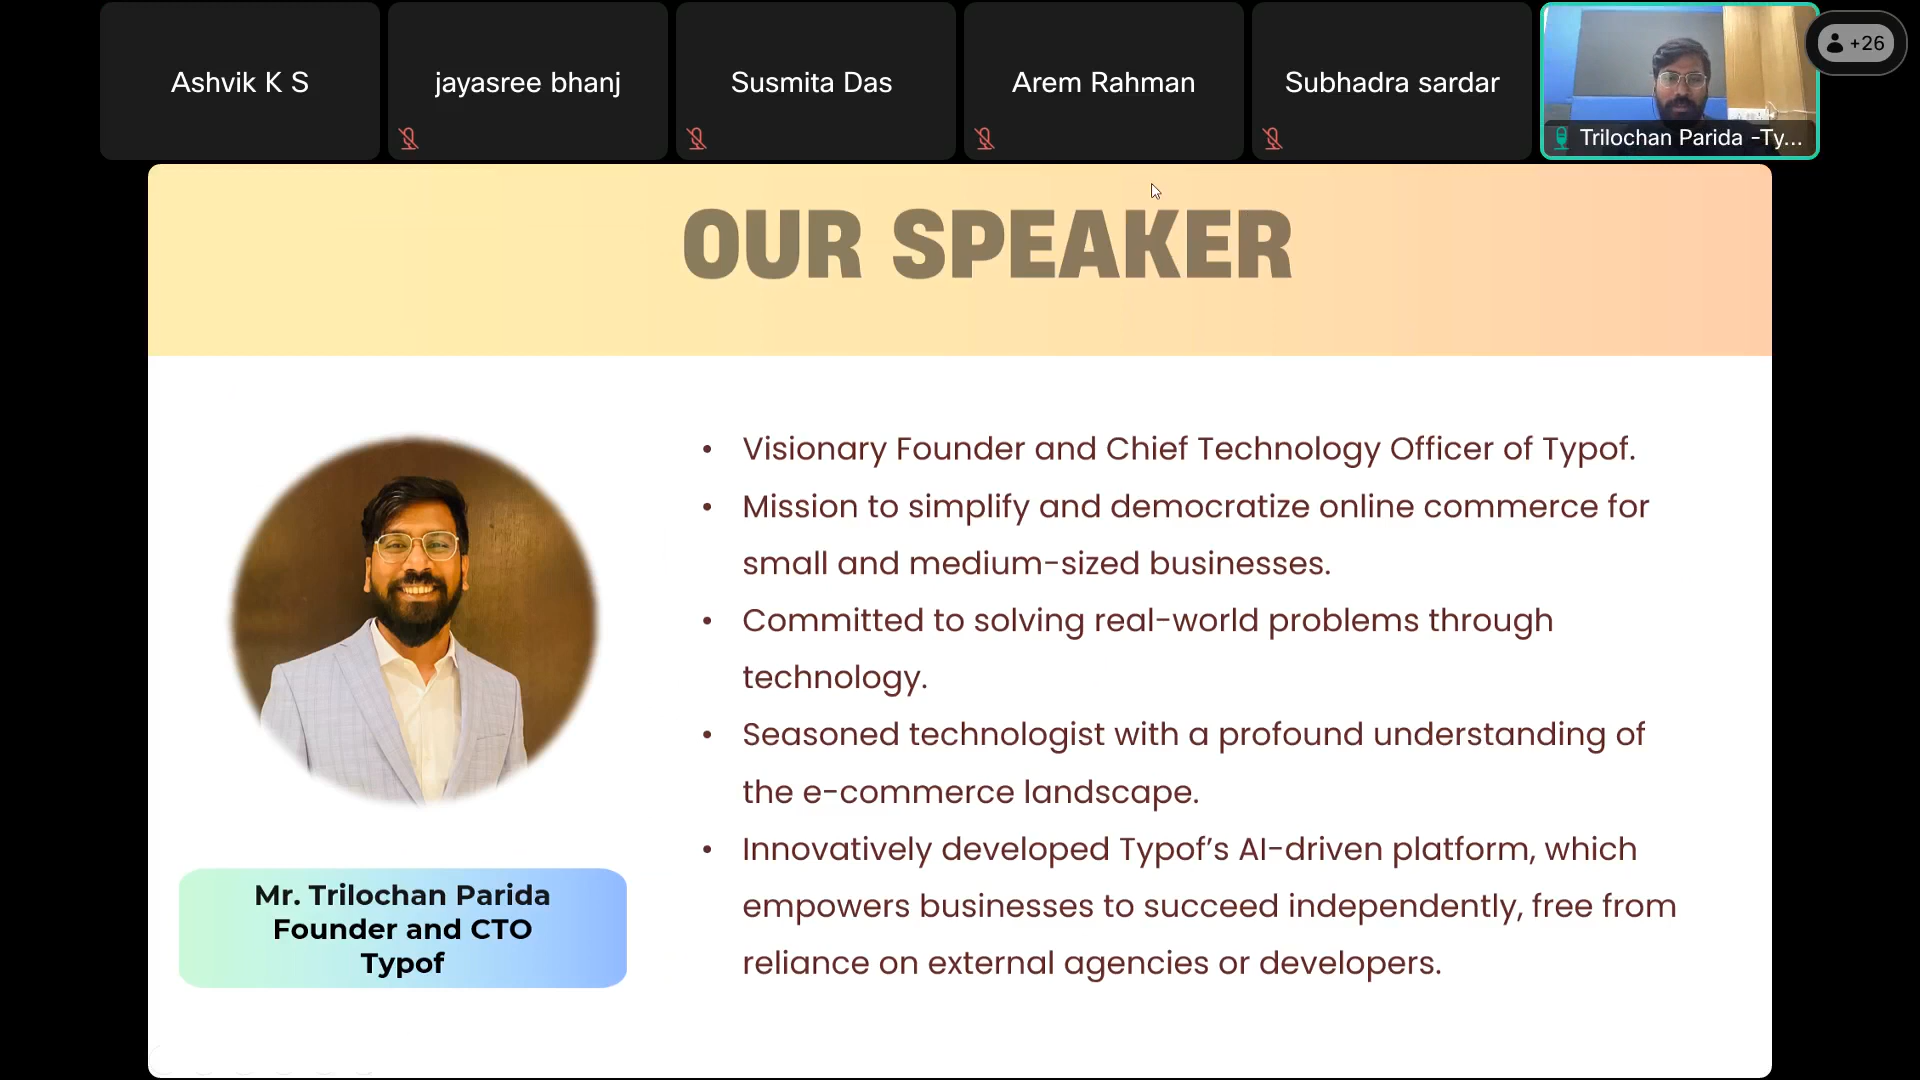 Ashvik K S
jayasree bhanj
Susmita Das
Arem Rahman
Subhadra sardar
Trilochan Parida -Ty...
+26
OUR SPEAKER
• Visionary Founder and Chief Technology Officer of Typof.
• Mission to simplify and democratize online commerce for
small and medium-sized businesses.
• Committed to solving real-world problems through
technology.
• Seasoned technologist with a profound understanding of
the e-commerce landscape.
• Innovatively developed Typof’s AI-driven platform, which
empowers businesses to succeed independently, free from
reliance on external agencies or developers.
Mr. Trilochan Parida
Founder and CTO
Typof